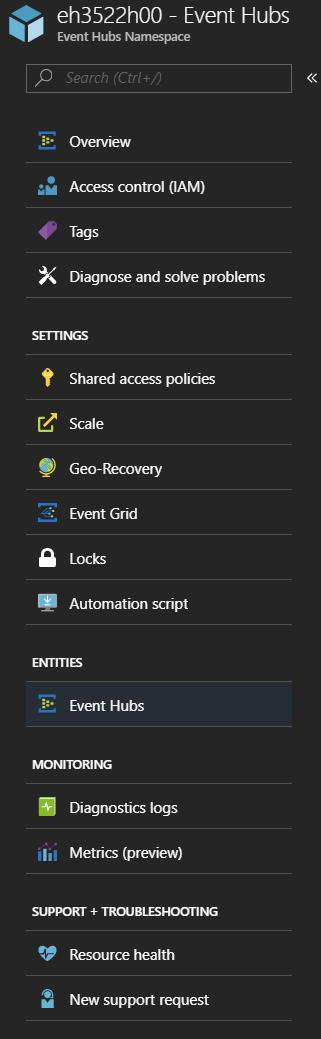 eh3522h00 - Event Hubs
Event Hubs Namespace
Search (Ctrl+/)
Overview
Access control (IAM)
Tags
Diagnose and solve problems
SETTINGS
Shared access policies
Scale
Geo-Recovery
Event Grid
Locks
Automation script
ENTITIES
Event Hubs
MONITORING
Diagnostics logs
Metrics (preview)
SUPPORT + TROUBLESHOOTING
Resource health
New support request